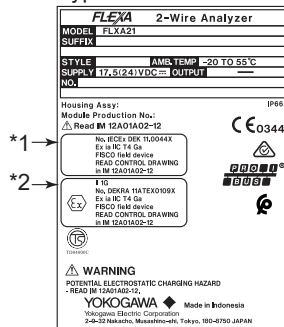 FLEXA 2-Wire Analyzer
MODEL FLXA21
SUFFIX
STYLE AMB.TEMP -20 TO 55°C
SUPPLY 17.5(24)VDC OUTPUT
NO.
Housing Assy: IP66
Module Production No.:
Read IM 12A01A02-12
*1
No. IECEx DEK 11.0044X
Ex ia IIC T4 Ga
FISCO field device
READ CONTROL DRAWING
in IM 12A01A02-12
CE0344
PROFI
BUS
*2
II 1G
No. DEKRA 11ATEX0109X
Ex ia IIC T4 Ga
FISCO field device
READ CONTROL DRAWING
in IM 12A01A02-12
WARNING
POTENTIAL ELECTROSTATIC CHARGING HAZARD
- READ IM 12A01A02-12,
YOKOGAWA Made in Indonesia
Yokogawa Electric Corporation
2-9-32 Nakacho, Musashino-shi, Tokyo, 180-8750 JAPAN